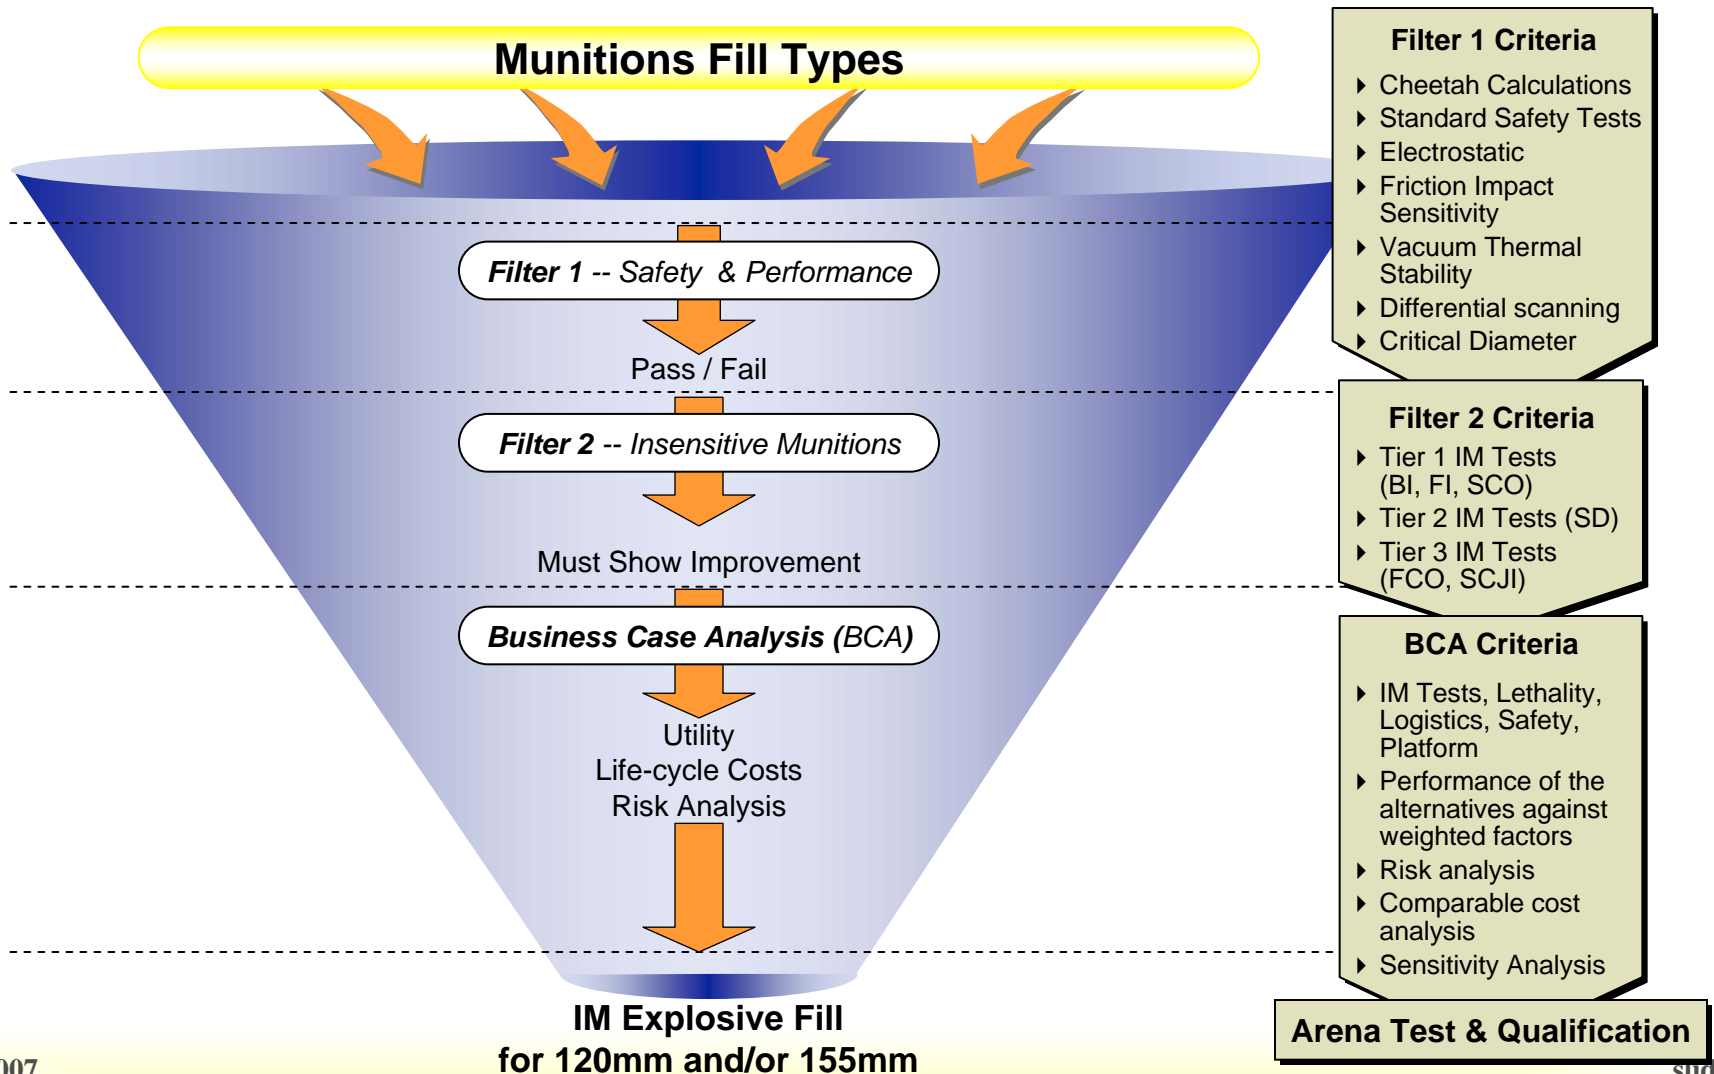 Munitions Fill Types
Filter 1 -- Safety & Performance
Pass / Fail
Filter 2 -- Insensitive Munitions
Must Show Improvement
Business Case Analysis (BCA)
Utility
Life-cycle Costs
Risk Analysis
IM Explosive Fill
for 120mm and/or 155mm
Filter 1 Criteria
Cheetah Calculations
Standard Safety Tests
Electrostatic
Friction Impact
Sensitivity
Vacuum Thermal
Stability
Differential scanning
Critical Diameter
Filter 2 Criteria
Tier 1 IM Tests
(BI, FI, SCO)
Tier 2 IM Tests (SD)
Tier 3 IM Tests
(FCO, SCJI)
BCA Criteria
IM Tests, Lethality,
Logistics, Safety,
Platform
Performance of the
alternatives against
weighted factors
Risk analysis
Comparable cost
analysis
Sensitivity Analysis
Arena Test & Qualification